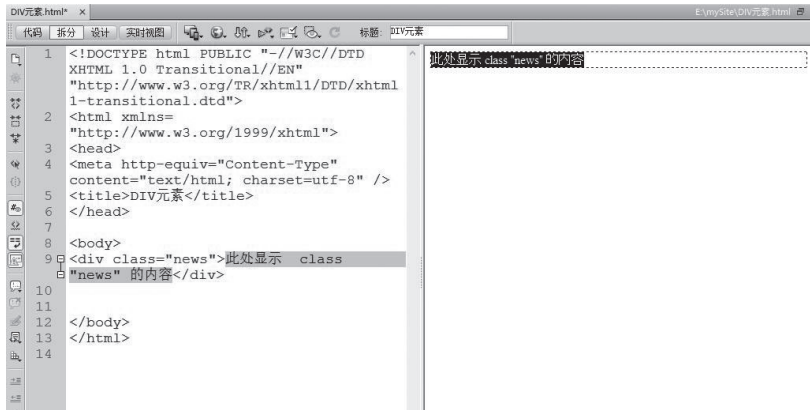 DIV元素.html* ×
E:\mySite\DIV元素.html
代码 拆分 设计 实时视图 标题: DIV元素
1 <!DOCTYPE html PUBLIC "-//W3C//DTD
XHTML 1.0 Transitional//EN"
"http://www.w3.org/TR/xhtml1/DTD/xhtml
1-transitional.dtd">
2 <html xmlns=
"http://www.w3.org/1999/xhtml">
3 <head>
4 <meta http-equiv="Content-Type"
content="text/html; charset=utf-8" />
5 <title>DIV元素</title>
6 </head>
7
8 <body>
9 <div class="news">此处显示 class
"news" 的内容</div>
10
11
12 </body>
13 </html>
14
此处显示 class "news" 的内容